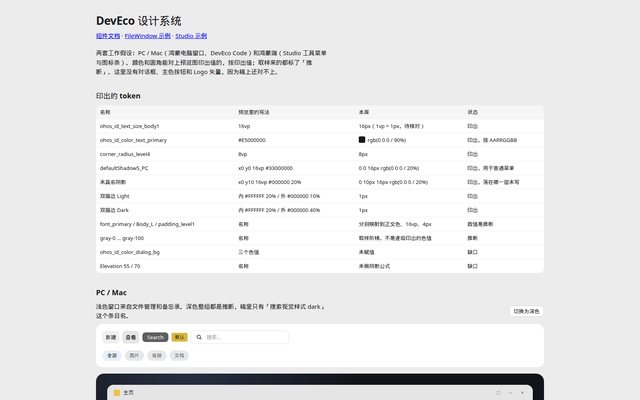 DevEco 设计系统
组件文档 · FileWindow 示例 · Studio 示例
两套工作假设：PC / Mac（鸿蒙电脑窗口、DevEco Code）和鸿蒙端（Studio 工具菜单
与图标条）。颜色和圆角能对上预览图印出值的，按印出值；取样来的都标了「推
断」。这里没有对话框、主色按钮和 Logo 矢量，因为稿上还对不上。
印出的 token
名称 预览里的写法 本库 状态
ohos_id_text_size_body1 16vp 16px（1vp = 1px，待核对） 印出
ohos_id_color_text_primary #E5000000 rgb(0 0 0 / 90%) 印出，按 AARRGGBB
corner_radius_level4 8vp 8px 印出
defaultShadowS_PC x0 y0 16vp #33000000 0 0 16px rgb(0 0 0 / 20%) 印出，用于普通菜单
未具名阴影 x0 y10 16vp #000000 20% 0 10px 16px rgb(0 0 0 / 20%) 印出，落在哪一层未写
双描边 Light 内 #FFFFFF 20% / 外 #000000 10% 1px 印出
双描边 Dark 内 #FFFFFF 20% / 外 #000000 40% 1px 印出
font_primary / Body_L / padding_level1 名称 分别映射到正文色、16vp、4px 数值是推断
gray-0 … gray-100 名称 取样阶梯，不是逐级印出的色值 推断
ohos_id_color_dialog_bg 三个色值 未赋值 缺口
Elevation 55 / 70 名称 未做阴影公式 缺口
PC / Mac
浅色窗口来自文件管理和备忘录。深色整组都是推断，稿里只有「搜索视觉样式 dark」
这个条目名。
切换为深色
新建 查看 Search 默认 搜索...
全部 图片 视频 文档
主页